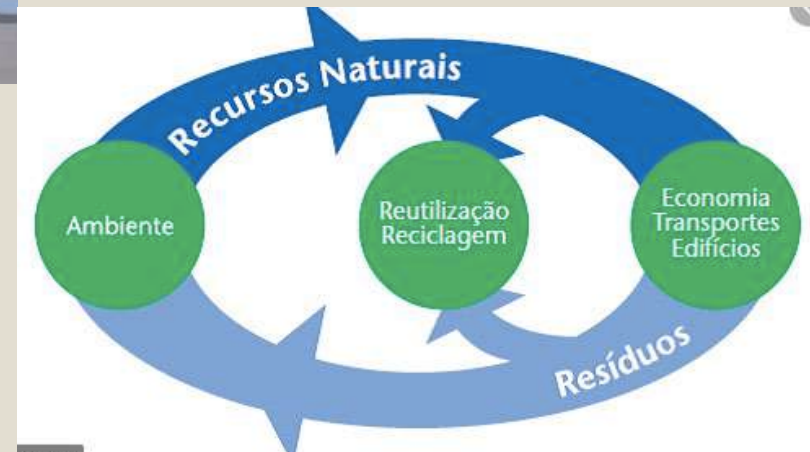 Recursos Naturais
Ambiente
Reutilização
Reciclagem
Economia
Transportes
Edifícios
Resíduos